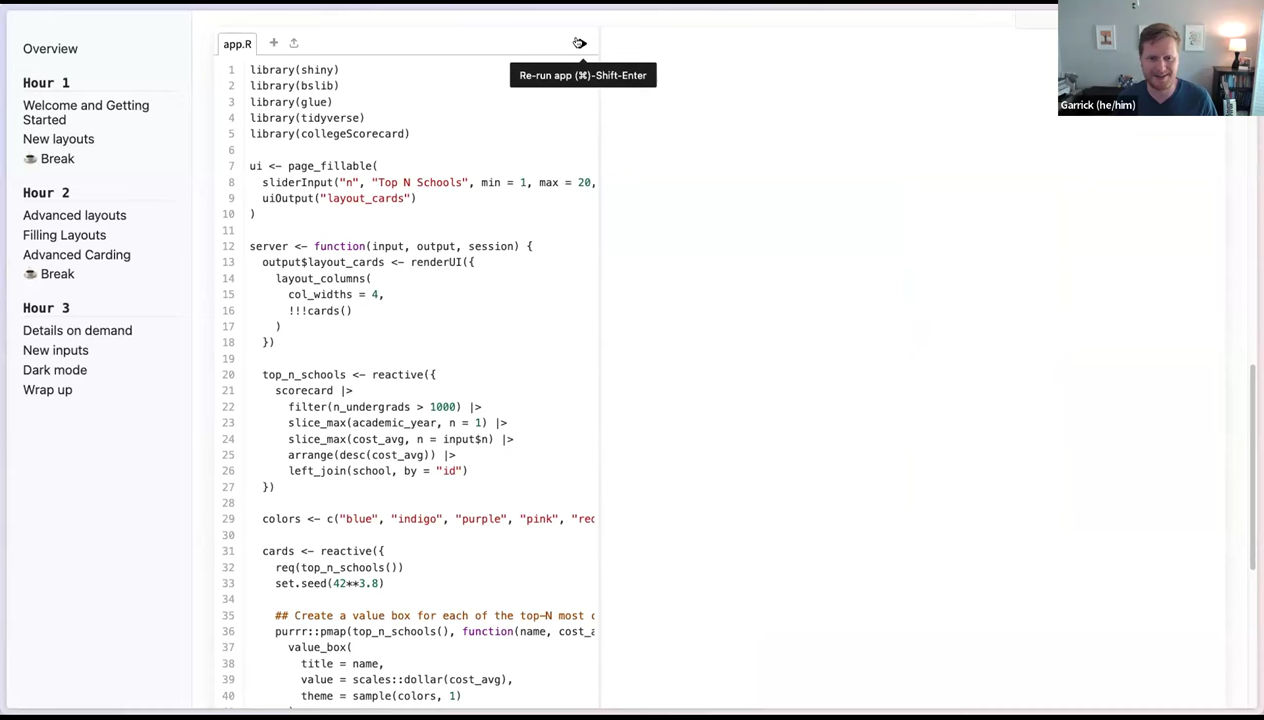 Overview
Hour 1
Welcome and Getting
Started
New layouts
☕ Break
Hour 2
Advanced layouts
Filling Layouts
Advanced Carding
☕ Break
Hour 3
Details on demand
New inputs
Dark mode
Wrap up
app.R
Re-run app (⌘)-Shift-Enter
1 library(shiny)
2 library(bslib)
3 library(glue)
4 library(tidyverse)
5 library(collegeScorecard)
6
7 ui <- page_fillable(
8 sliderInput("n", "Top N Schools", min = 1, max = 20,
9 uiOutput("layout_cards")
10 )
11
12 server <- function(input, output, session) {
13 output$layout_cards <- renderUI({
14 layout_columns(
15 col_widths = 4,
16 !!!cards()
17 )
18 })
19
20 top_n_schools <- reactive({
21 scorecard |>
22 filter(n_undergrads > 1000) |>
23 slice_max(academic_year, n = 1) |>
24 slice_max(cost_avg, n = input$n) |>
25 arrange(desc(cost_avg)) |>
26 left_join(school, by = "id")
27 })
28
29 colors <- c("blue", "indigo", "purple", "pink", "red
30
31 cards <- reactive({
32 req(top_n_schools())
33 set.seed(42**3.8)
34
35 ## Create a value box for each of the top-N most
36 purrr::pmap(top_n_schools(), function(name, cost_a
37 value_box(
38 title = name,
39 value = scales::dollar(cost_avg),
40 theme = sample(colors, 1)
Garrick (he/him)